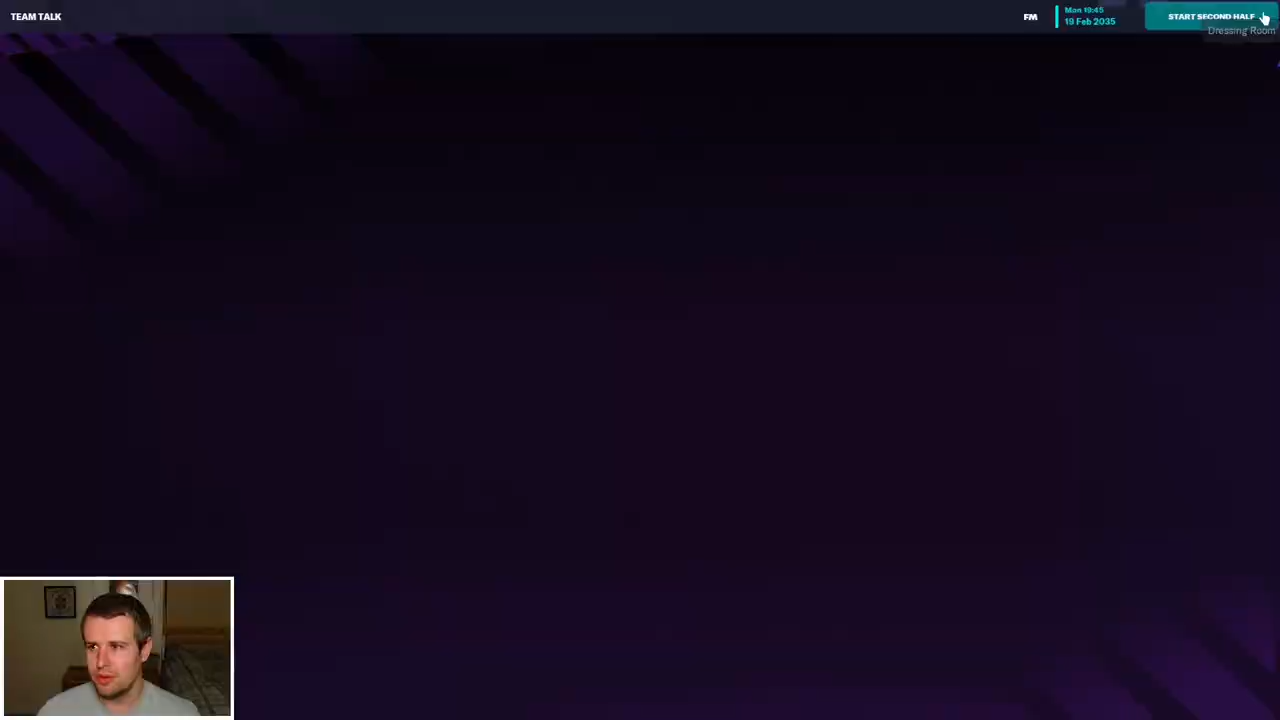 TEAM TALK
FM
Mon 19:45
19 Feb 2035
START SECOND HALF
Dressing Room